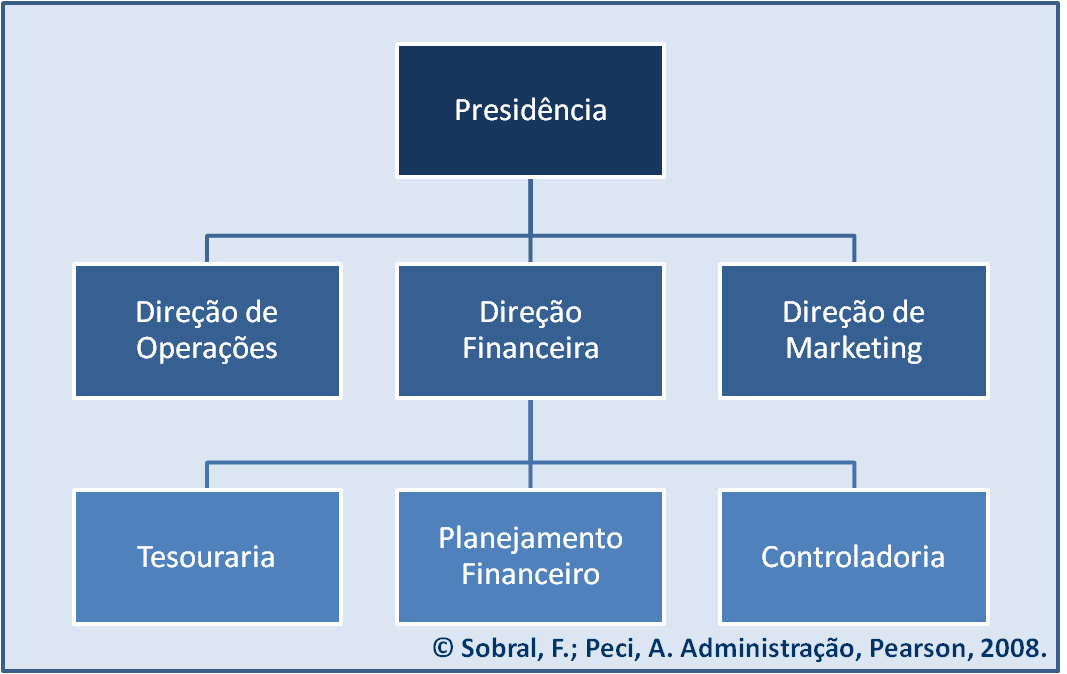 Presidência
Direção de
Operações
Direção
Financeira
Direção de
Marketing
Tesouraria
Planejamento
Financeiro
Controladoria
© Sobral, F.; Peci, A. Administração, Pearson, 2008.